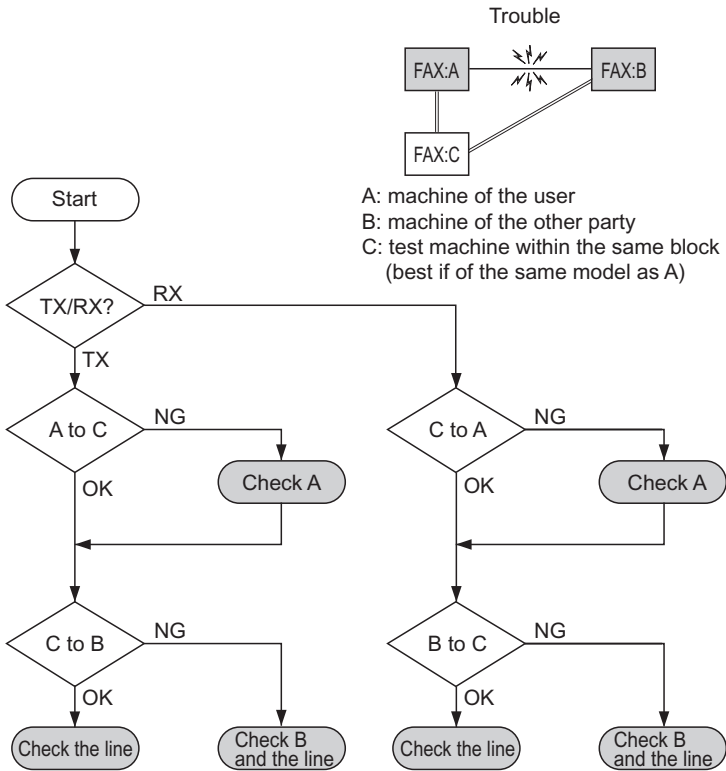 Trouble
FAX:A
FAX:B
FAX:C
A: machine of the user
B: machine of the other party
C: test machine within the same block
(best if of the same model as A)
Start
TX/RX?
RX
TX
A to C
NG
OK
Check A
C to A
NG
OK
Check A
C to B
NG
OK
B to C
NG
OK
Check the line
Check B
and the line
Check the line
Check B
and the line